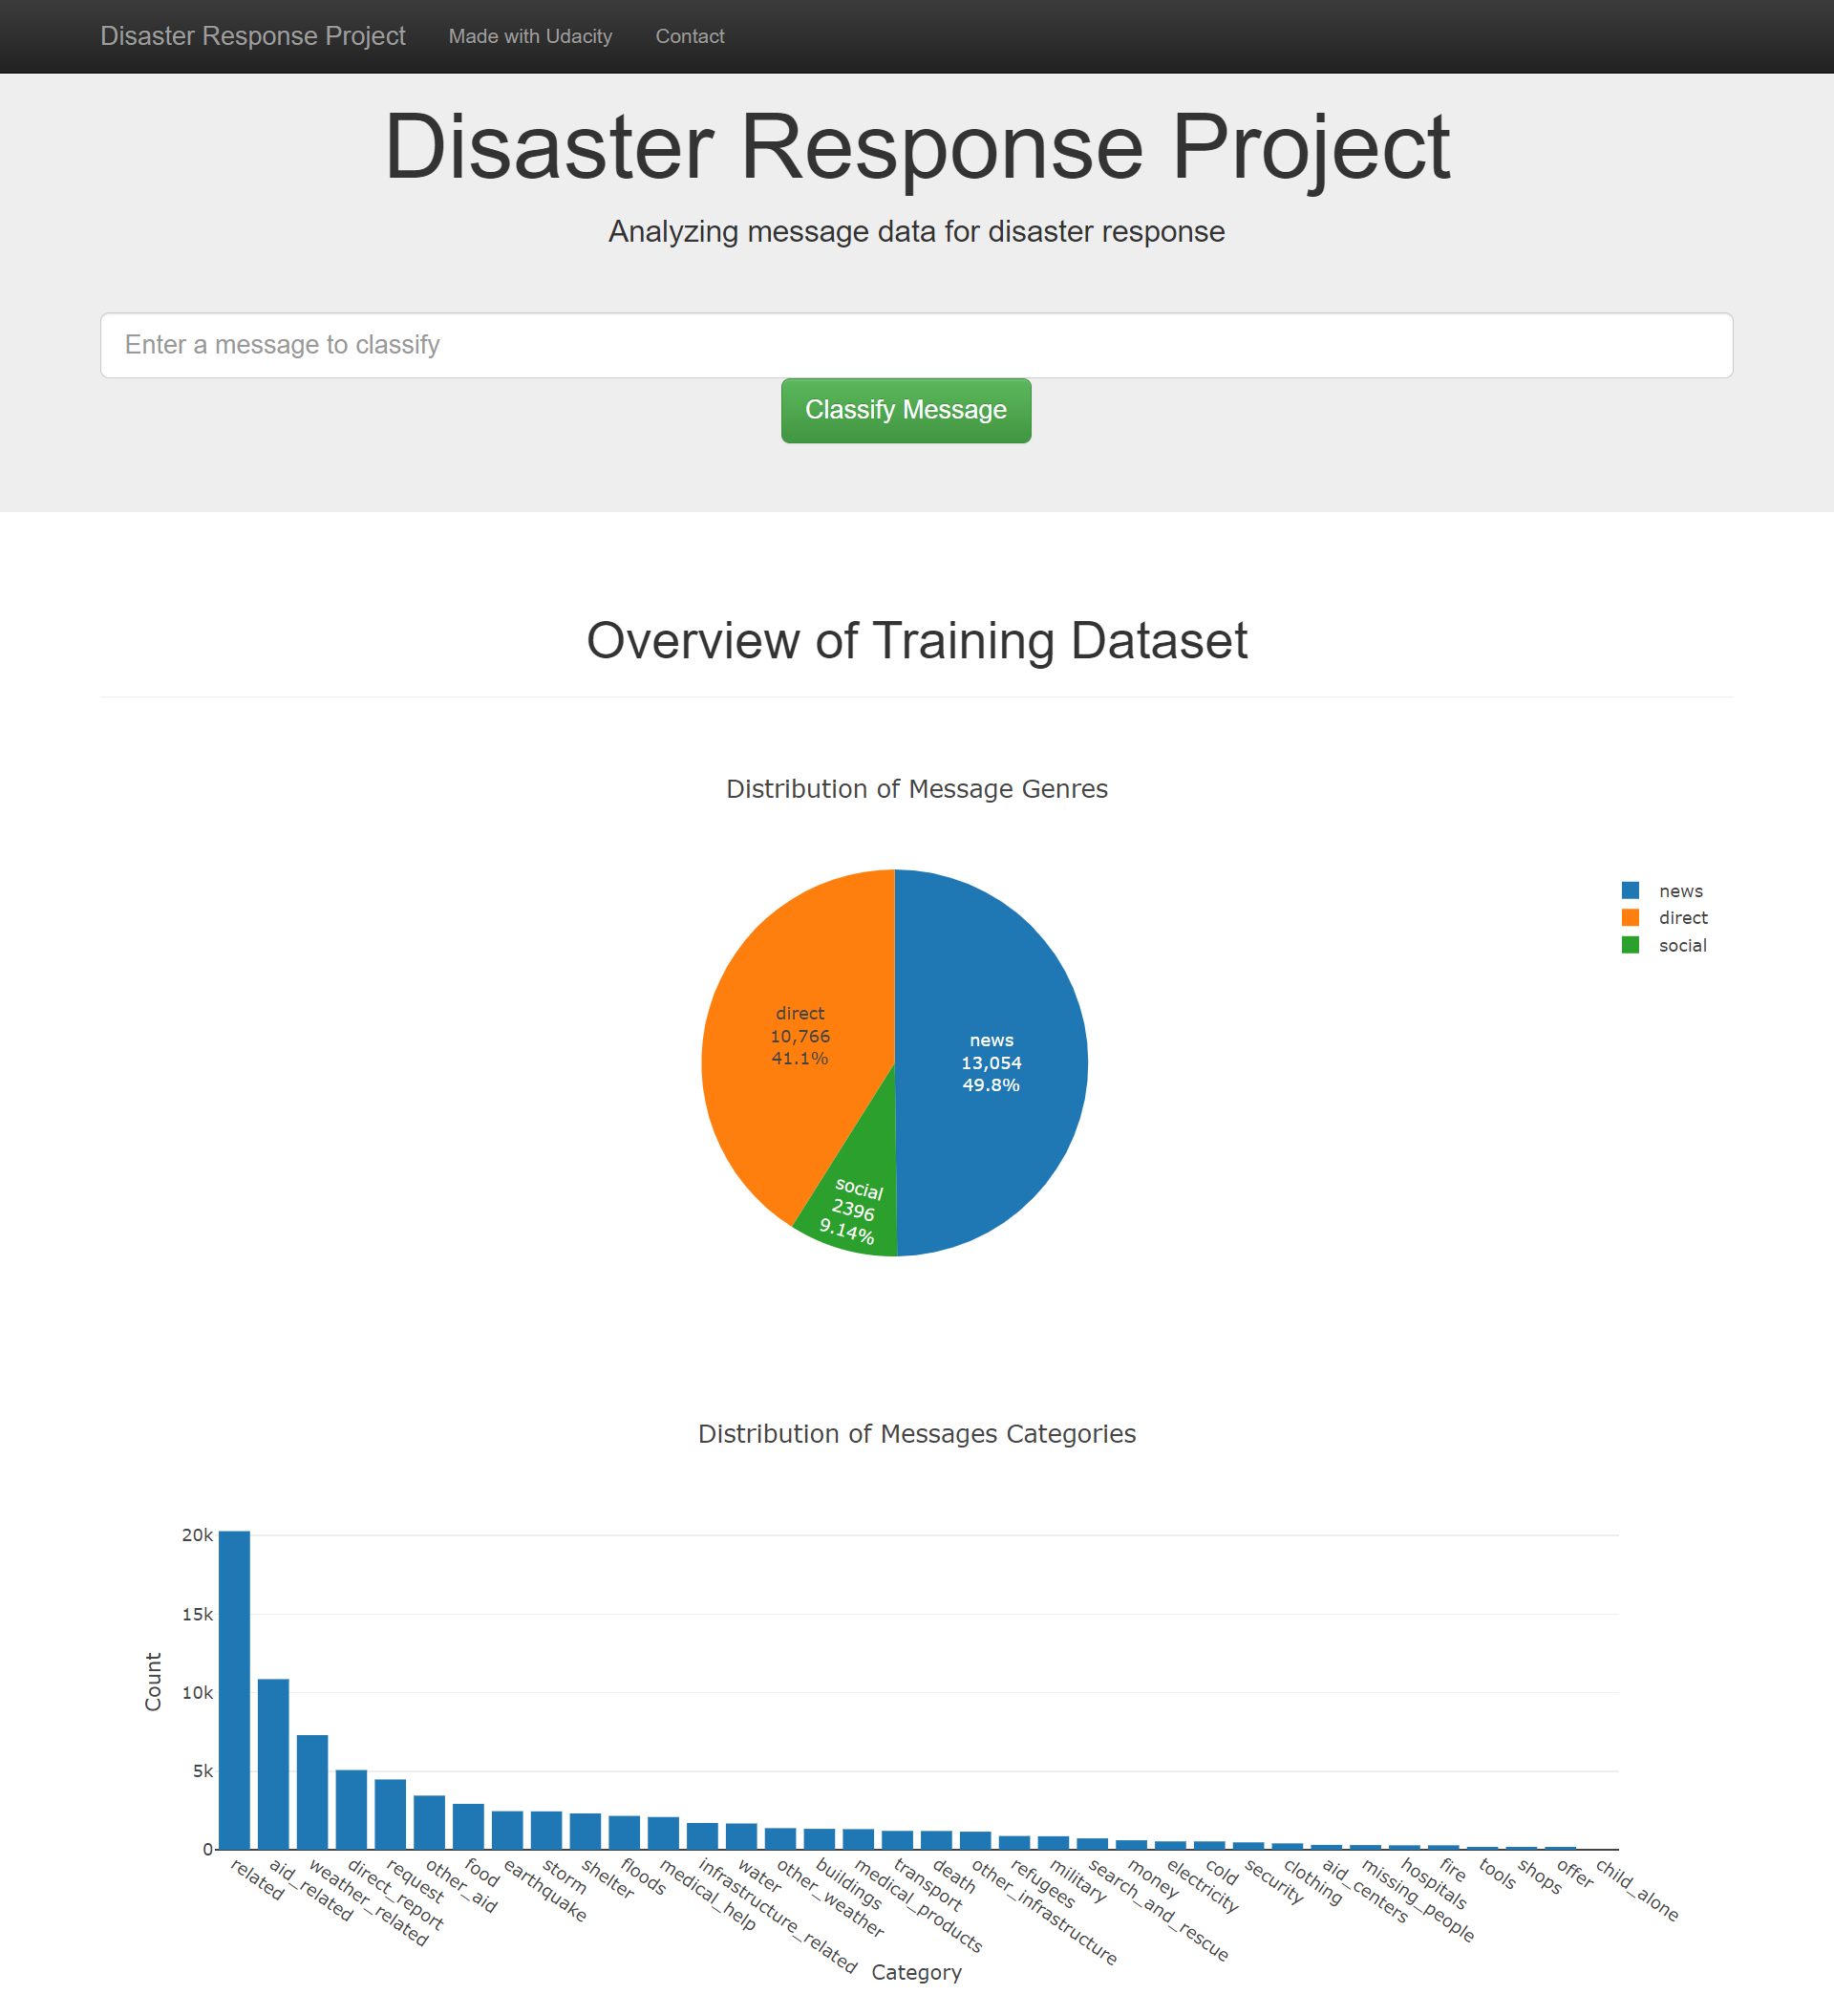 Disaster Response Project Made with Udacity Contact
Disaster Response Project
Analyzing message data for disaster response
Enter a message to classify
Classify Message
Overview of Training Dataset
Distribution of Message Genres
news
direct
social
direct
10,766
41.1%
news
13,054
49.8%
social
2396
9.14%
Distribution of Messages Categories
20k
15k
10k
5k
0
Count
related
aid_related
weather_related
direct_report
request
other_aid
food
earthquake
storm
shelter
floods
medical_help
infrastructure_related
water
other_weather
buildings
medical_products
transport
death
other_infrastructure
refugees
military
search_and_rescue
money
electricity
cold
security
clothing
aid_centers
missing_people
hospitals
fire
tools
shops
offer
child_alone
Category